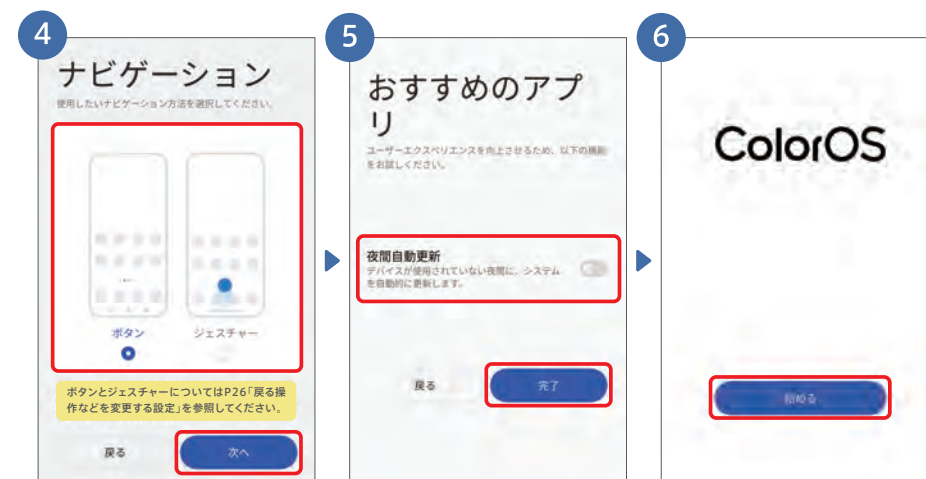 4
ナビゲーション
使用したいナビゲーション方法を選択してください。
ボタン
ジェスチャー
ボタンとジェスチャーについてはP26「戻る操
作などを変更する設定」を参照してください。
戻る
次へ
5
おすすめのアプ
リ
ユーザーエクスペリエンスを向上させるため、以下の機能
をお試しください。
夜間自動更新
デバイスが使用されていない夜間に、システム
を自動的に更新します。
戻る
完了
6
ColorOS
始める